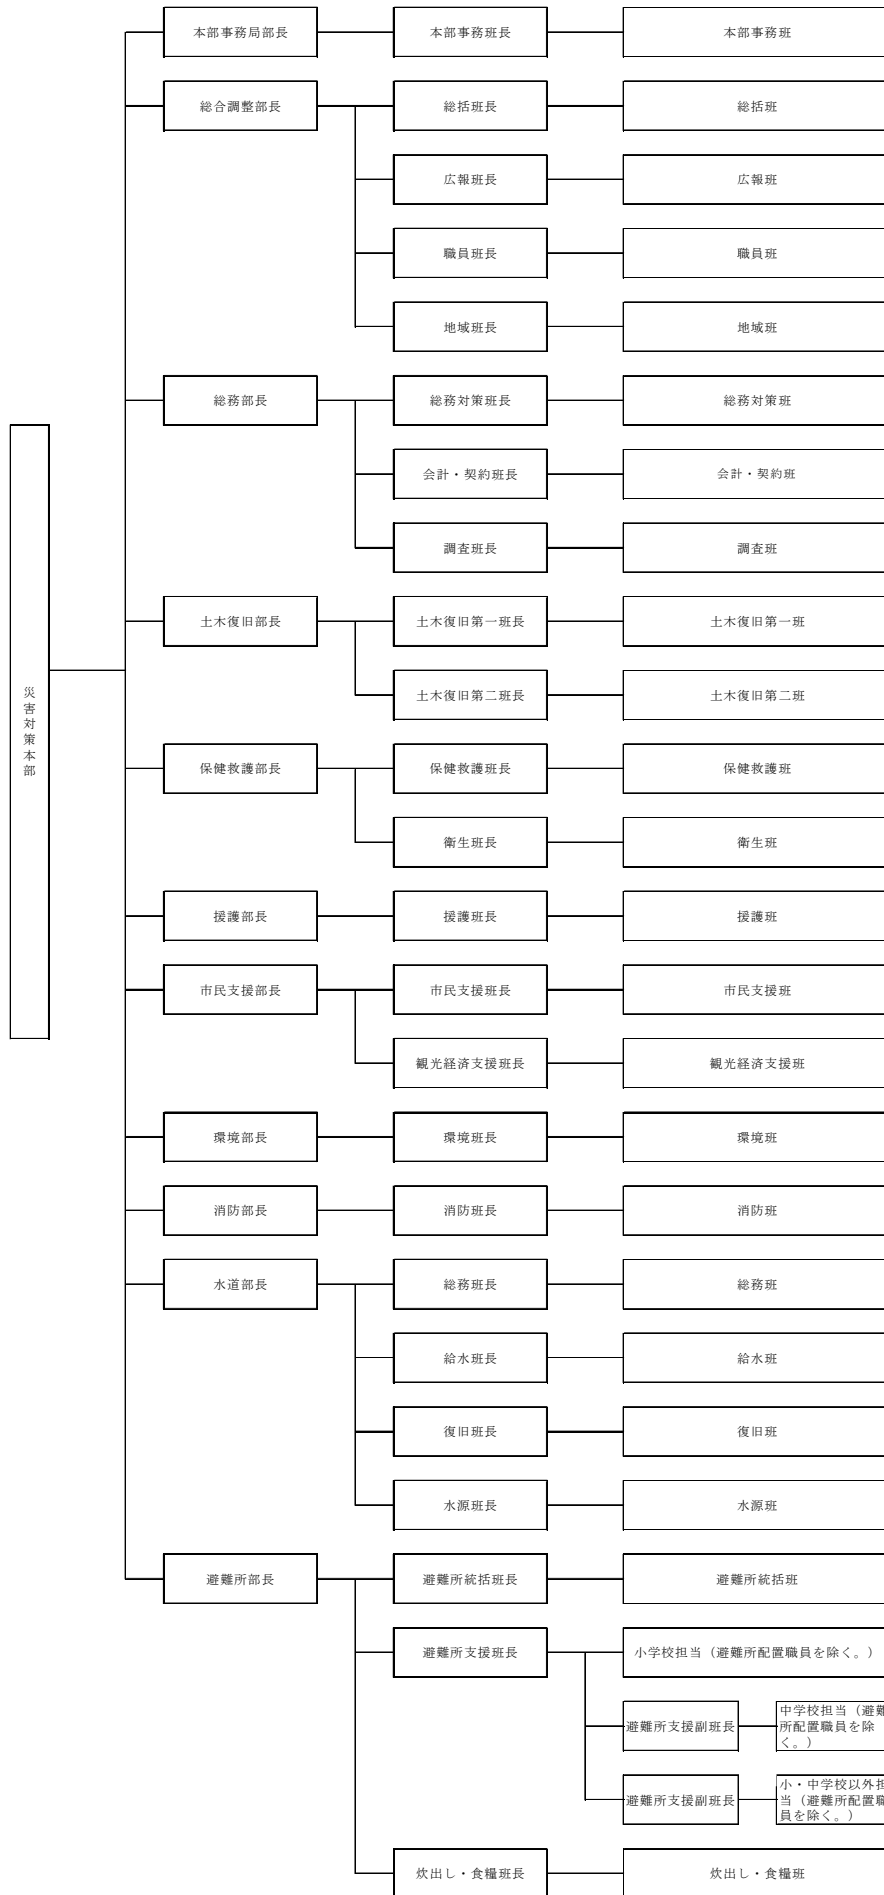 災害対策本部
本部事務局部長
本部事務班長
本部事務班
総合調整部長
総括班長
総括班
広報班長
広報班
職員班長
職員班
地域班長
地域班
総務部長
総務対策班長
総務対策班
会計・契約班長
会計・契約班
調査班長
調査班
土木復旧部長
土木復旧第一班長
土木復旧第一班
土木復旧第二班長
土木復旧第二班
保健救護部長
保健救護班長
保健救護班
衛生班長
衛生班
援護部長
援護班長
援護班
市民支援部長
市民支援班長
市民支援班
観光経済支援班長
観光経済支援班
環境部長
環境班長
環境班
消防部長
消防班長
消防班
水道部長
総務班長
総務班
給水班長
給水班
復旧班長
復旧班
水源班長
水源班
避難所部長
避難所統括班長
避難所統括班
避難所支援班長
小学校担当（避難所配置職員を除く。）
避難所支援副班長
中学校担当（避難
所配置職員を除
く。）
避難所支援副班長
小・中学校以外担
当（避難所配置職
員を除く。）
炊出し・食糧班長
炊出し・食糧班